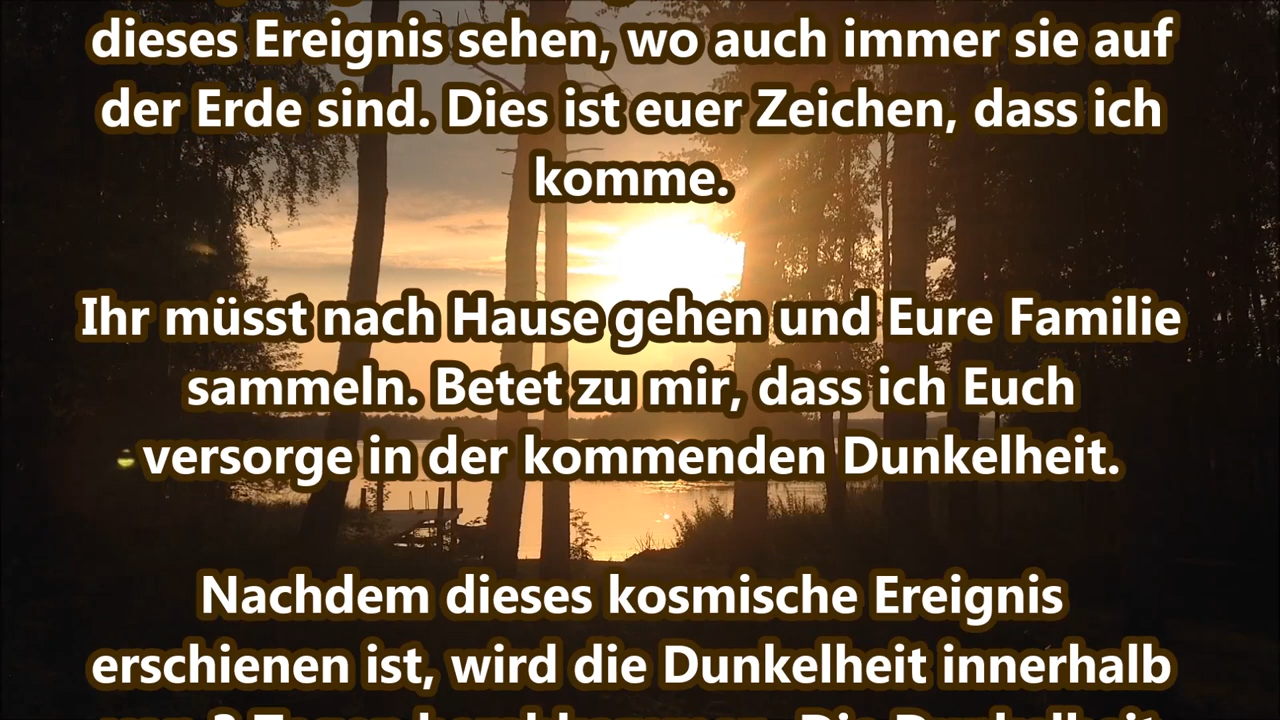 dieses Ereignis sehen, wo auch immer sie auf
der Erde sind. Dies ist euer Zeichen, dass ich
komme.
Ihr müsst nach Hause gehen und Eure Familie
sammeln. Betet zu mir, dass ich Euch
versorge in der kommenden Dunkelheit.
Nachdem dieses kosmische Ereignis
erschienen ist, wird die Dunkelheit innerhalb